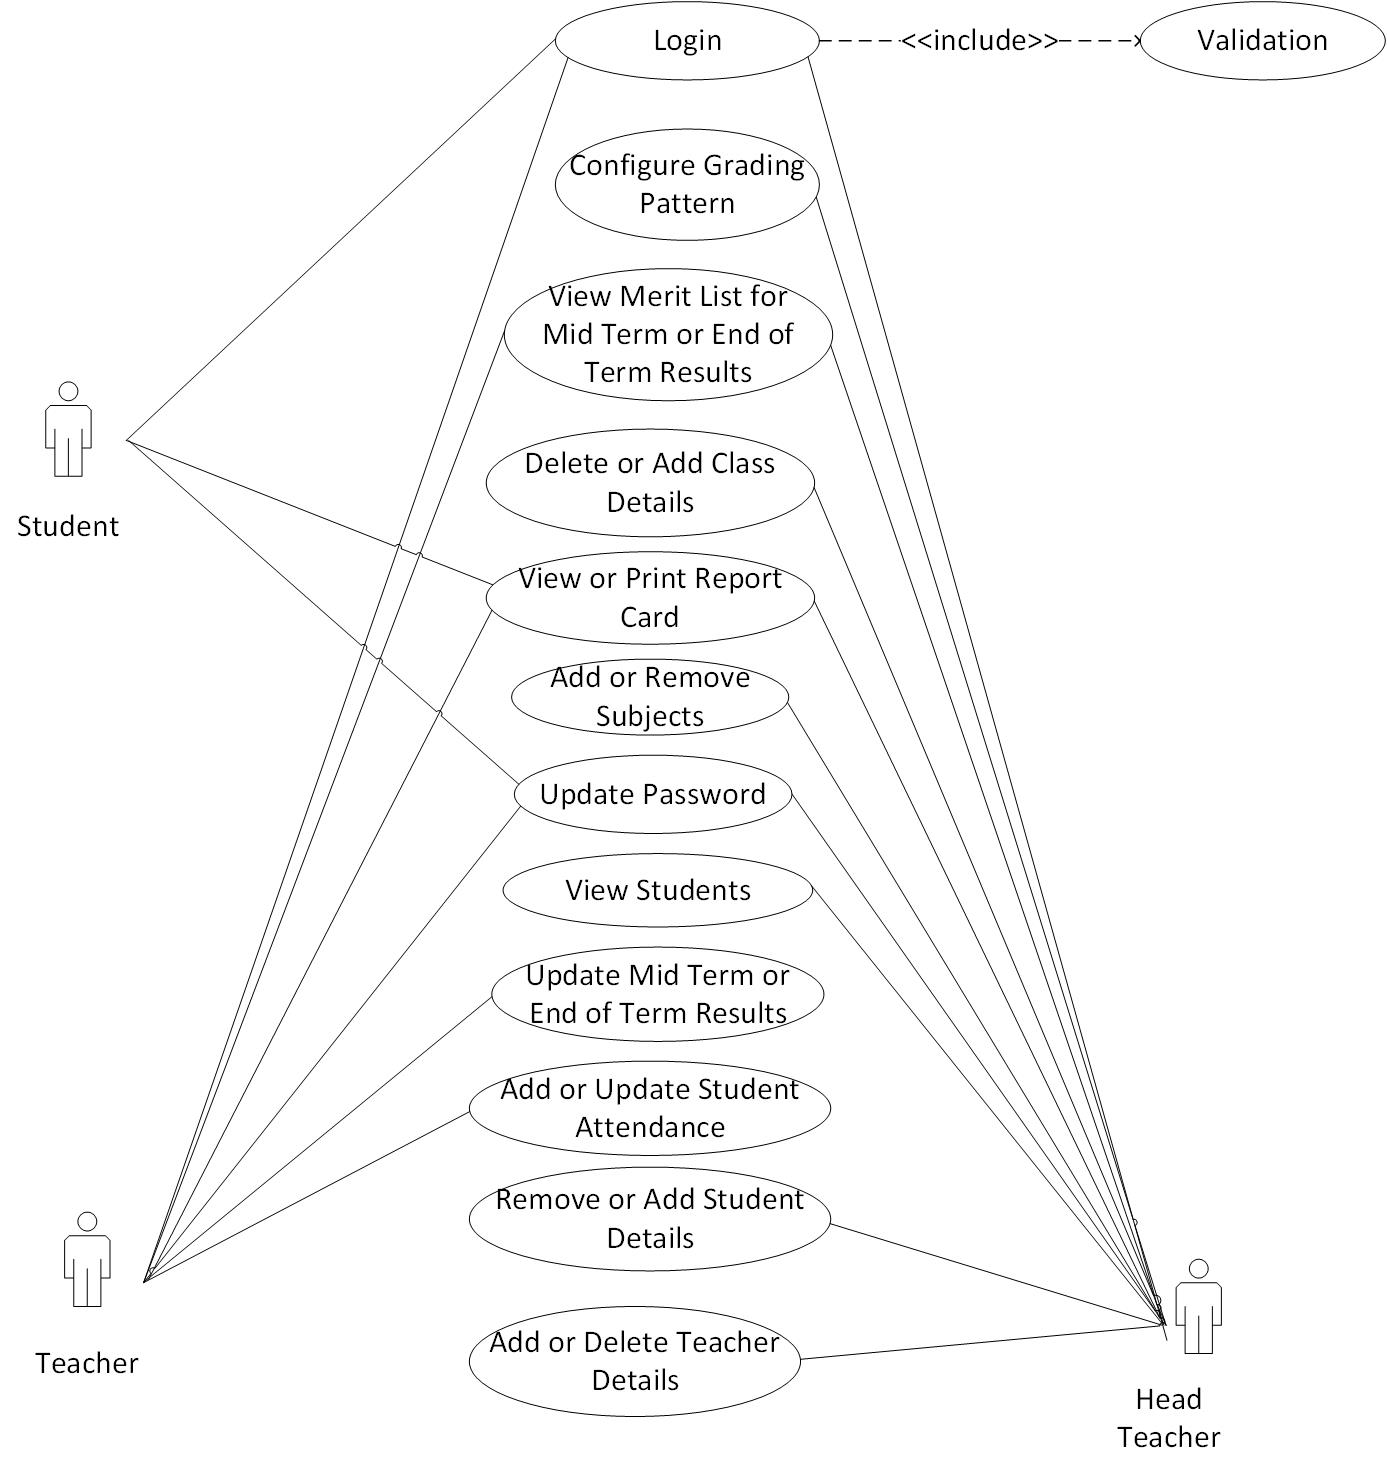 Login
<<include>>
Validation
Configure Grading
Pattern
View Merit List for
Mid Term or End of
Term Results
Delete or Add Class
Details
Student
View or Print Report
Card
Add or Remove
Subjects
Update Password
View Students
Update Mid Term or
End of Term Results
Add or Update Student
Attendance
Remove or Add Student
Details
Add or Delete Teacher
Details
Teacher
Head
Teacher